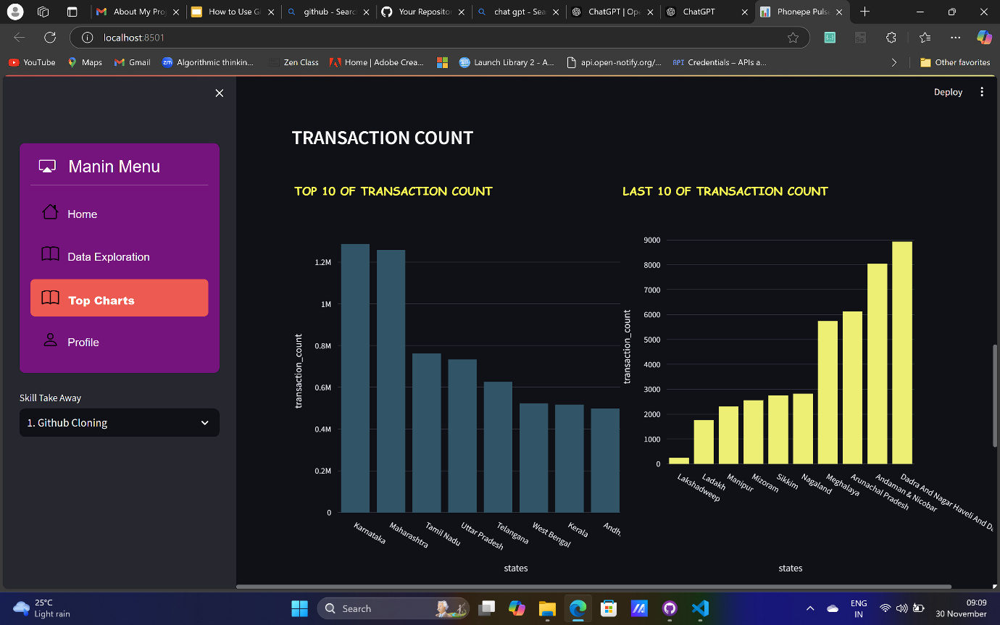 About My Proj
How to Use Gi
github - Searc
Your Repositor
chat gpt - Sea
ChatGPT | Ope
ChatGPT
Phonepe Pulse
localhost:8501
YouTube
Maps
Gmail
zm
Algorithmic thinkin...
Zen Class
Home | Adobe Crea...
Launch Library 2 - A...
api.open-notify.org/...
API
Credentials – APIs a...
Other favorites
Deploy
Manin Menu
Home
Data Exploration
Top Charts
Profile
Skill Take Away
1. Github Cloning
TRANSACTION COUNT
TOP 10 OF TRANSACTION COUNT
1.2M
1M
0.8M
0.6M
0.4M
0.2M
0
transaction_count
Karnataka
Maharashtra
Tamil Nadu
Uttar Pradesh
Telangana
West Bengal
Kerala
Andh
states
LAST 10 OF TRANSACTION COUNT
9000
8000
7000
6000
5000
4000
3000
2000
1000
0
transaction_count
Lakshadweep
Ladakh
Manipur
Mizoram
Sikkim
Nagaland
Meghalaya
Arunachal Pradesh
Andaman & Nicobar
Dadra And Nagar Haveli And D
states
25°C
Light rain
Search
ENG
IN
09:09
30 November